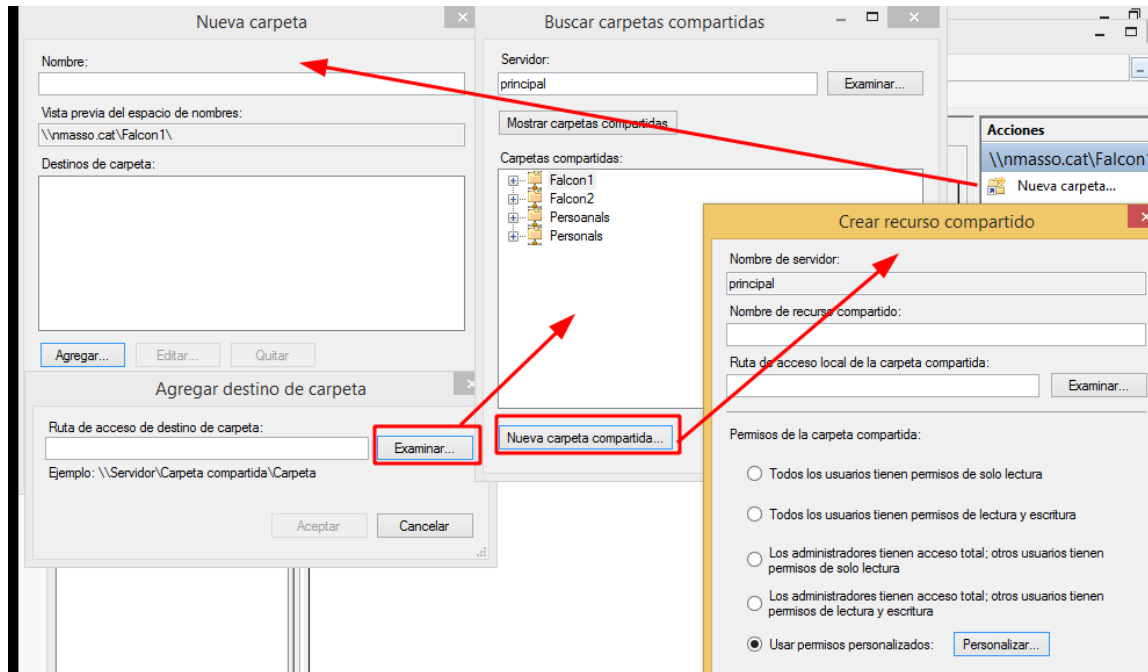 Nueva carpeta
Nombre:
Vista previa del espacio de nombres:
\\nmasso.cat\Falcon1\
Destinos de carpeta:
Agregar...
Editar...
Quitar
Agregar destino de carpeta
Ruta de acceso de destino de carpeta:
Examinar...
Ejemplo: \\Servidor\Carpeta compartida\Carpeta
Aceptar
Cancelar
Buscar carpetas compartidas
Servidor:
principal
Examinar...
Mostrar carpetas compartidas
Carpetas compartidas:
Falcon1
Falcon2
Persoanals
Personals
Nueva carpeta compartida...
Acciones
\\nmasso.cat\Falcon1
Nueva carpeta...
Crear recurso compartido
Nombre de servidor:
principal
Nombre de recurso compartido:
Ruta de acceso local de la carpeta compartida:
Examinar...
Permisos de la carpeta compartida:
Todos los usuarios tienen permisos de solo lectura
Todos los usuarios tienen permisos de lectura y escritura
Los administradores tienen acceso total; otros usuarios tienen
permisos de solo lectura
Los administradores tienen acceso total; otros usuarios tienen
permisos de lectura y escritura
Usar permisos personalizados:
Personalizar...